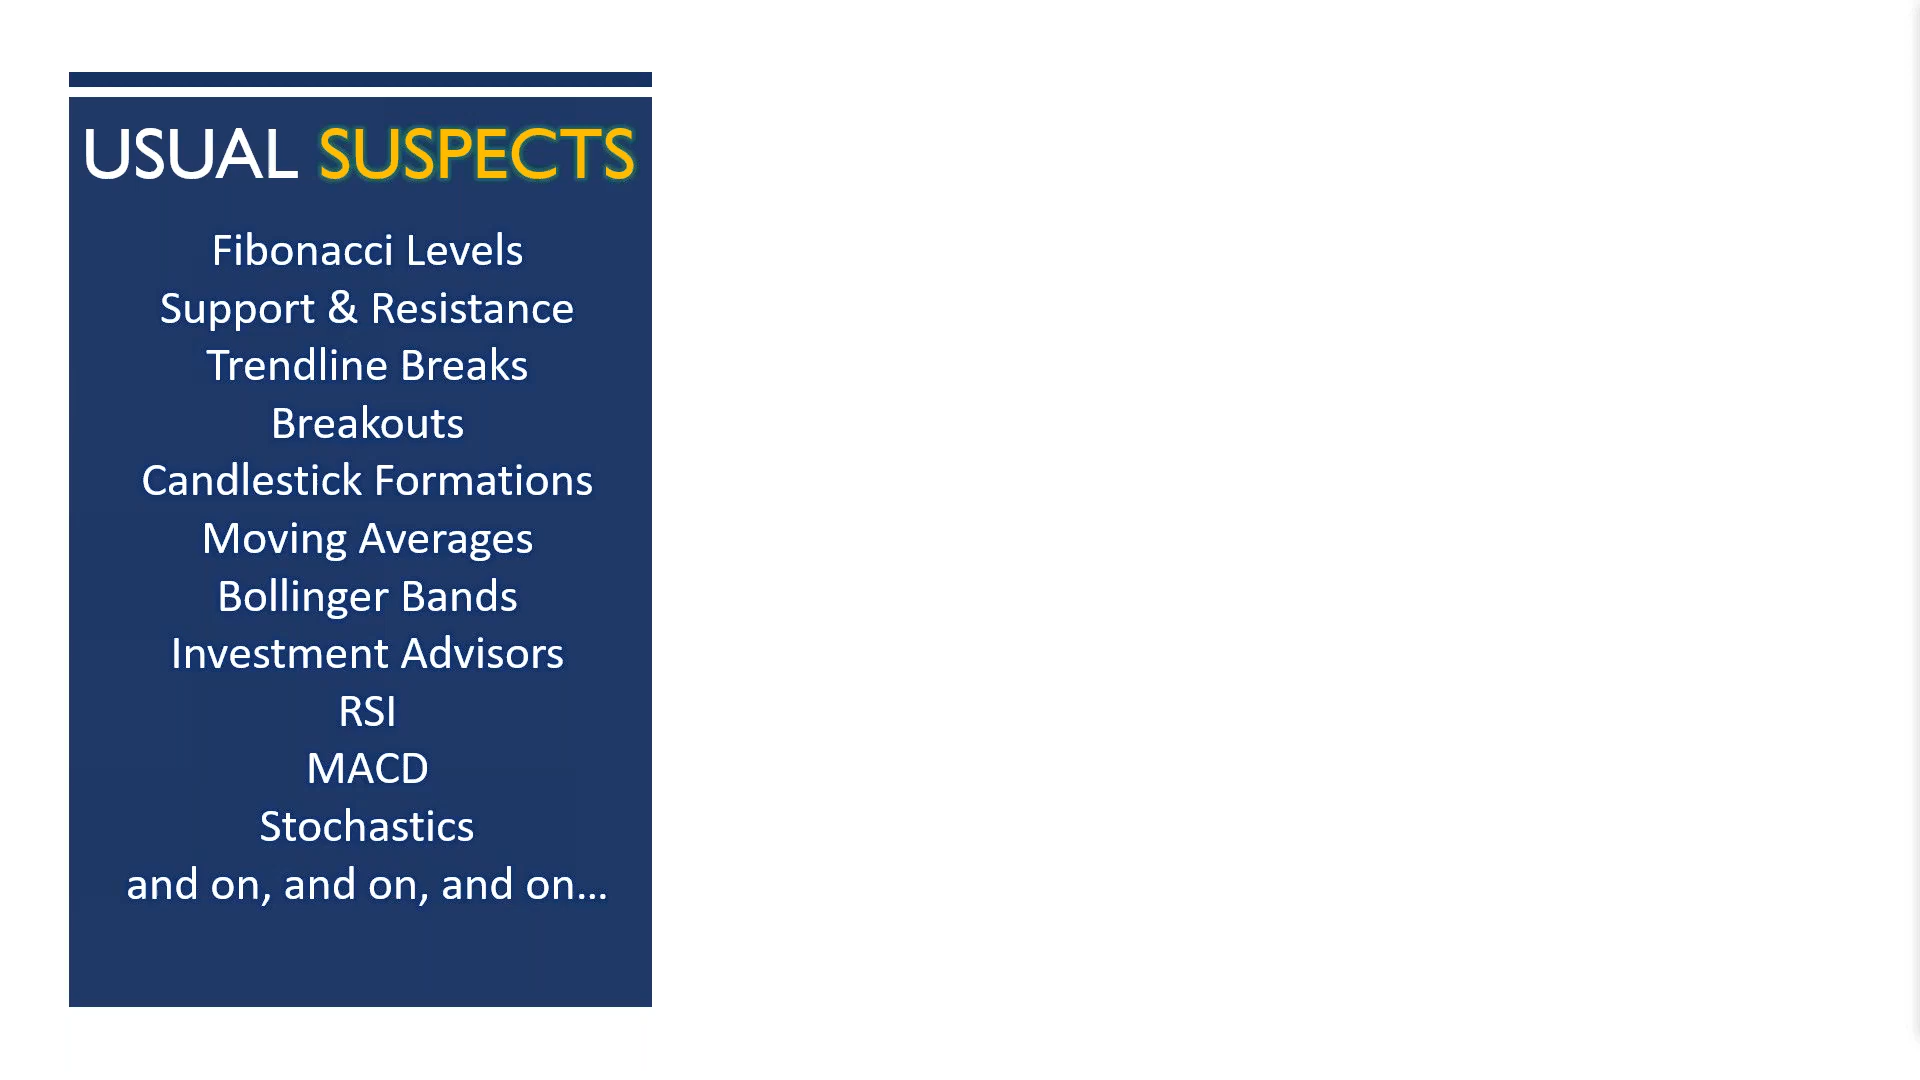 USUAL SUSPECTS
Fibonacci Levels
Support & Resistance
Trendline Breaks
Breakouts
Candlestick Formations
Moving Averages
Bollinger Bands
Investment Advisors
RSI
MACD
Stochastics
and on, and on, and on...